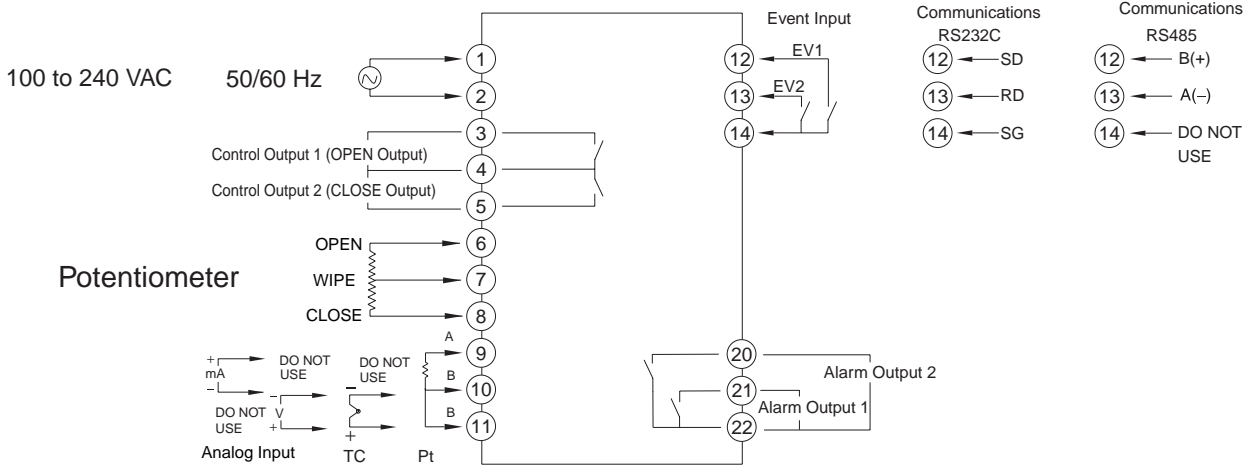 Event Input
Communications
RS232C
Communications
RS485
100 to 240 VAC 50/60 Hz
1
2
3
4
5
6
7
8
9
10
11
Control Output 1 (OPEN Output)
Control Output 2 (CLOSE Output)
Potentiometer
OPEN
WIPE
CLOSE
12
13
14
EV1
EV2
12 SD
13 RD
14 SG
12 B(+)
13 A(−)
14 DO NOT
USE
+
mA
−
DO NOT
USE
DO NOT
USE
−
V
+
Analog Input
DO NOT
USE
−
+
TC
A
B
B
Pt
20
21
22
Alarm Output 2
Alarm Output 1